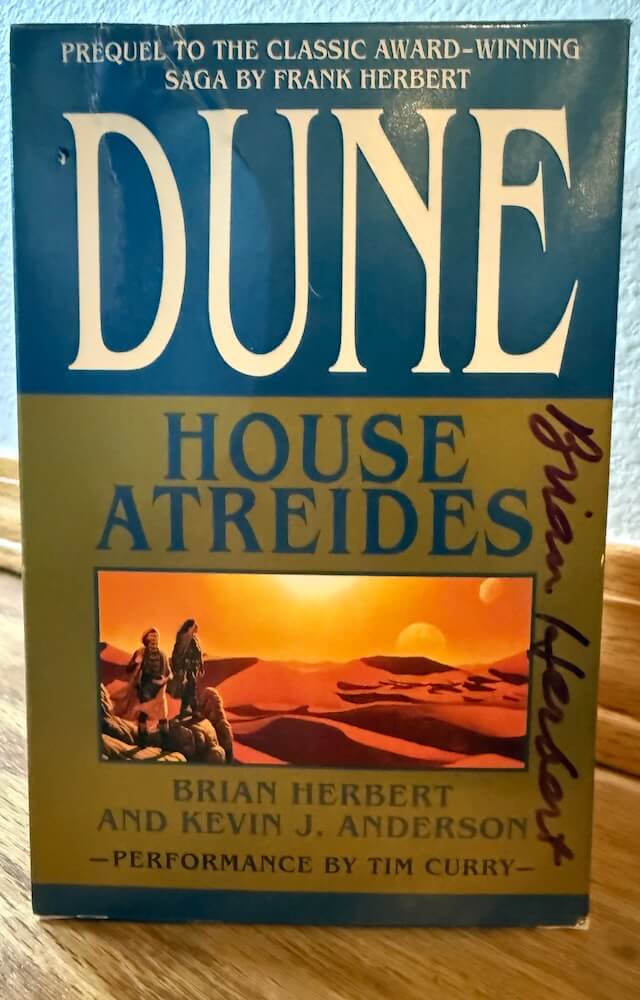 PREQUEL TO THE CLASSIC AWARD-WINNING
SAGA BY FRANK HERBERT
DUNE
HOUSE
ATREIDES
BRIAN HERBERT
AND KEVIN J. ANDERSON
—PERFORMANCE BY TIM CURRY—
Brian Herbert